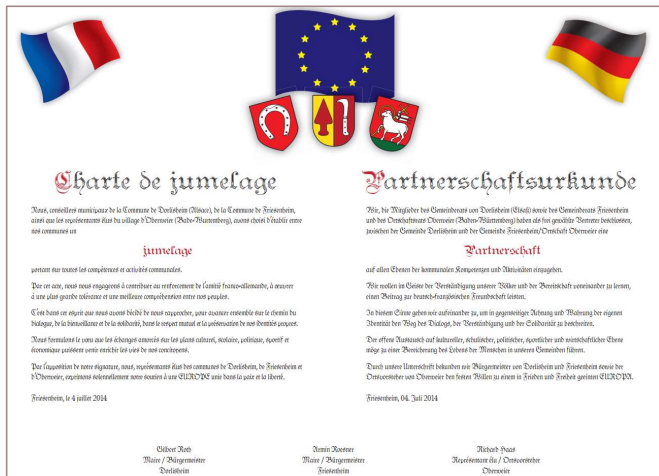 Charte de jumelage
Nous, conseillers municipaux de la Commune de Dorlisheim (Alsace), de la Commune de Friesenheim,
ainsi que les représentants élus du village d'Oberweier (Bade-Wurtemberg), avons choisi d'établir entre
nos communes un
jumelage
portant sur toutes les compétences et activités communales.
Par cet acte, nous nous engageons à contribuer au renforcement de l'amitié franco-allemande, à œuvrer
à une plus grande tolérance et une meilleure compréhension entre nos peuples.
C'est dans cet esprit que nous avons décidé de nous rapprocher, pour avancer ensemble sur le chemin du
dialogue, de la bienveillance et de la solidarité, dans le respect mutuel et la préservation de nos identités propres.
Nous formulons le vœu que les échanges amorcés sur les plans culturel, scolaire, politique, sportif et
économique puissent venir enrichir les vies de nos concitoyens.
Par l'apposition de notre signature, nous, représentants élus des communes de Dorlisheim, de Friesenheim et
d'Oberweier, exprimons solennellement notre soutien à une EUROPE unie dans la paix et la liberté.
Friesenheim, le 4 juillet 2014
Partnerschaftsurkunde
Wir, die Mitglieder des Gemeinderats von Dorlisheim (Elsaß) sowie des Gemeinderats Friesenheim
und des Ortschaftsrats Oberweier (Baden-Württemberg) haben als frei gewählte Vertreter beschlossen,
zwischen der Gemeinde Dorlisheim und der Gemeinde Friesenheim/Ortschaft Oberweier eine
Partnerschaft
auf allen Ebenen der kommunalen Kompetenzen und Aktivitäten einzugehen.
Wir wollen im Geiste der Verständigung unserer Völker und der Bereitschaft voneinander zu lernen,
einen Beitrag zur deutsch-französischen Freundschaft leisten.
In diesem Sinne gehen wir aufeinander zu, um in gegenseitiger Achtung und Wahrung der eigenen
Identität den Weg des Dialogs, der Verständigung und der Solidarität zu beschreiten.
Der offene Austausch auf kultureller, schulischer, politischer, sportlicher und wirtschaftlicher Ebene
möge zu einer Bereicherung des Lebens der Menschen in unseren Gemeinden führen.
Durch unsere Unterschrift bekunden wir Bürgermeister von Dorlisheim und Friesenheim sowie der
Ortsvorsteher von Oberweier den festen Willen zu einem in Frieden und Freiheit geeinten EUROPA.
Friesenheim, 04. Juli 2014
Gilbert Roth
Maire / Bürgermeister
Dorlisheim
Armin Roesner
Maire / Bürgermeister
Friesenheim
Richard Haas
Représentant élu / Ortsvorsteher
Oberweier